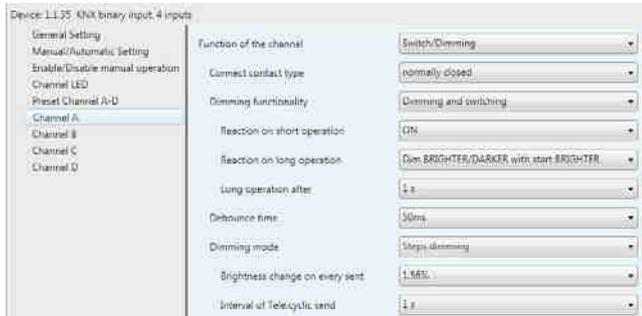 Device: 1.1.35 KNX binary input, 4 inputs
General Setting
Manual/Automatic Setting
Enable/Disable manual operation
Channel LED
Preset Channel A-D
Channel A
Channel B
Channel C
Channel D
Function of the channel Switch/Dimming
Connect contact type normally closed
Dimming functionality Dimming and switching
Reaction on short operation ON
Reaction on long operation Dim BRIGHTER/DARKER with start BRIGHTER
Long operation after 1 s
Debounce time 50ms
Dimming mode Steps dimming
Brightness change on every sent 1.56%
Interval of Tele.cyclic send 1 s